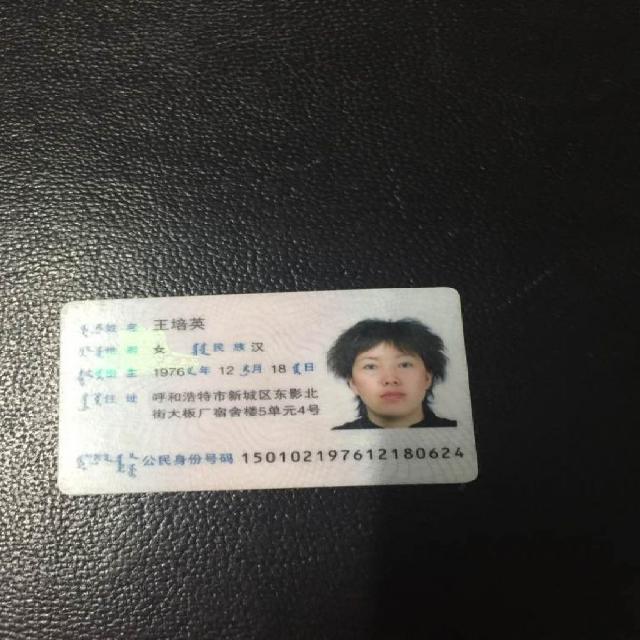 姓名 王培英
性别 女 民族 汉
出生 1976 年 12 月 18 日
住址 呼和浩特市新城区东影北
街大板厂宿舍楼5单元4号
公民身份号码 150102197612180624